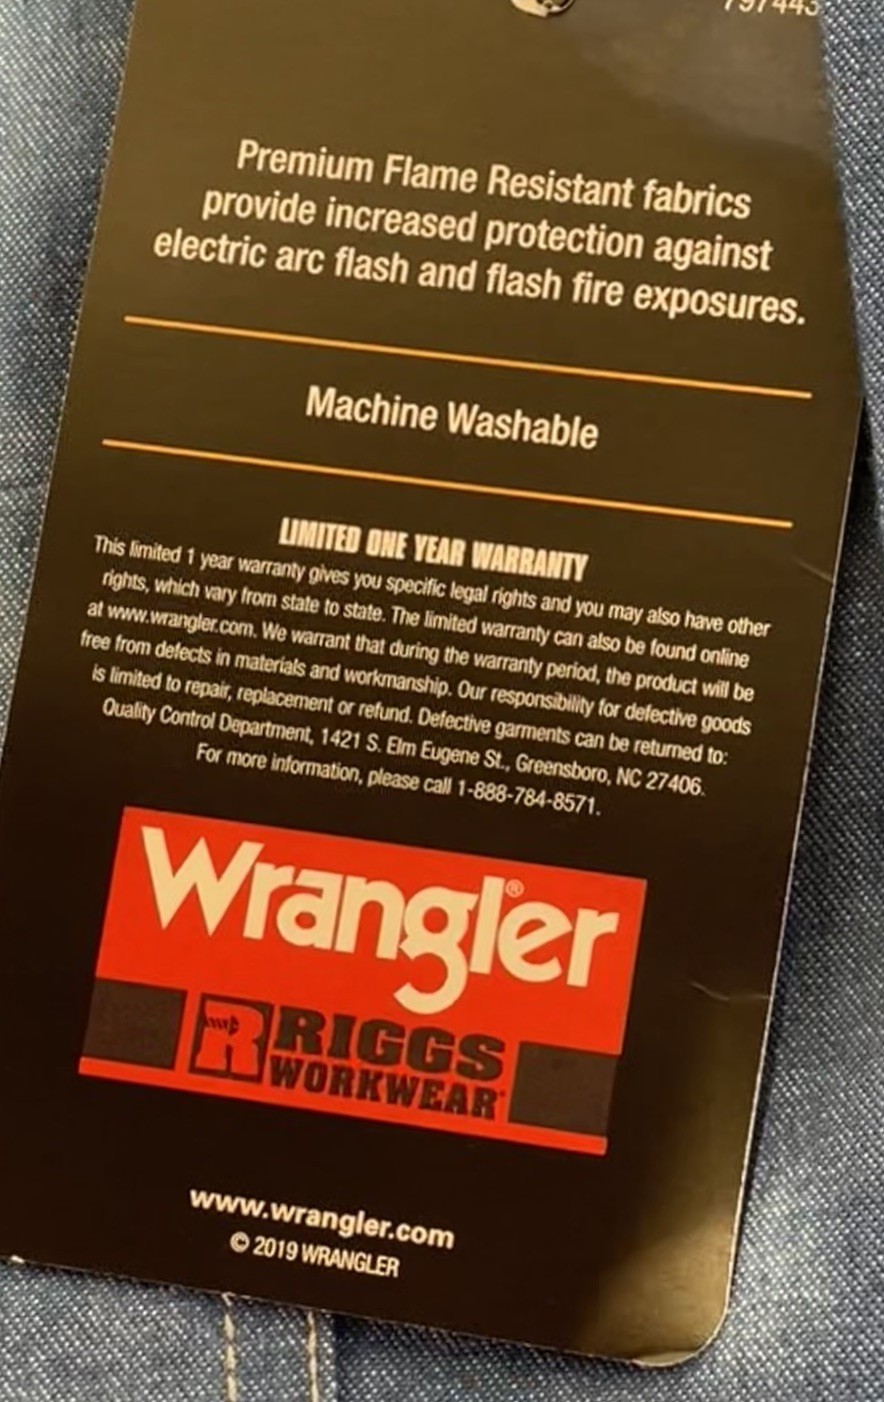 Premium Flame Resistant fabrics
provide increased protection against
electric arc flash and flash fire exposures.
Machine Washable
LIMITED ONE YEAR WARRANTY
This limited 1 year warranty gives you specific legal rights and you may also have other
rights, which vary from state to state. The limited warranty can also be found online
at www.wrangler.com. We warrant that during the warranty period, the product will be
free from defects in materials and workmanship. Our responsibility for defective goods
is limited to repair, replacement or refund. Defective garments can be returned to:
Quality Control Department, 1421 S. Elm Eugene St., Greensboro, NC 27406.
For more information, please call 1-888-784-8571.
Wrangler®
R RIGGS
WORKWEAR
www.wrangler.com
© 2019 WRANGLER